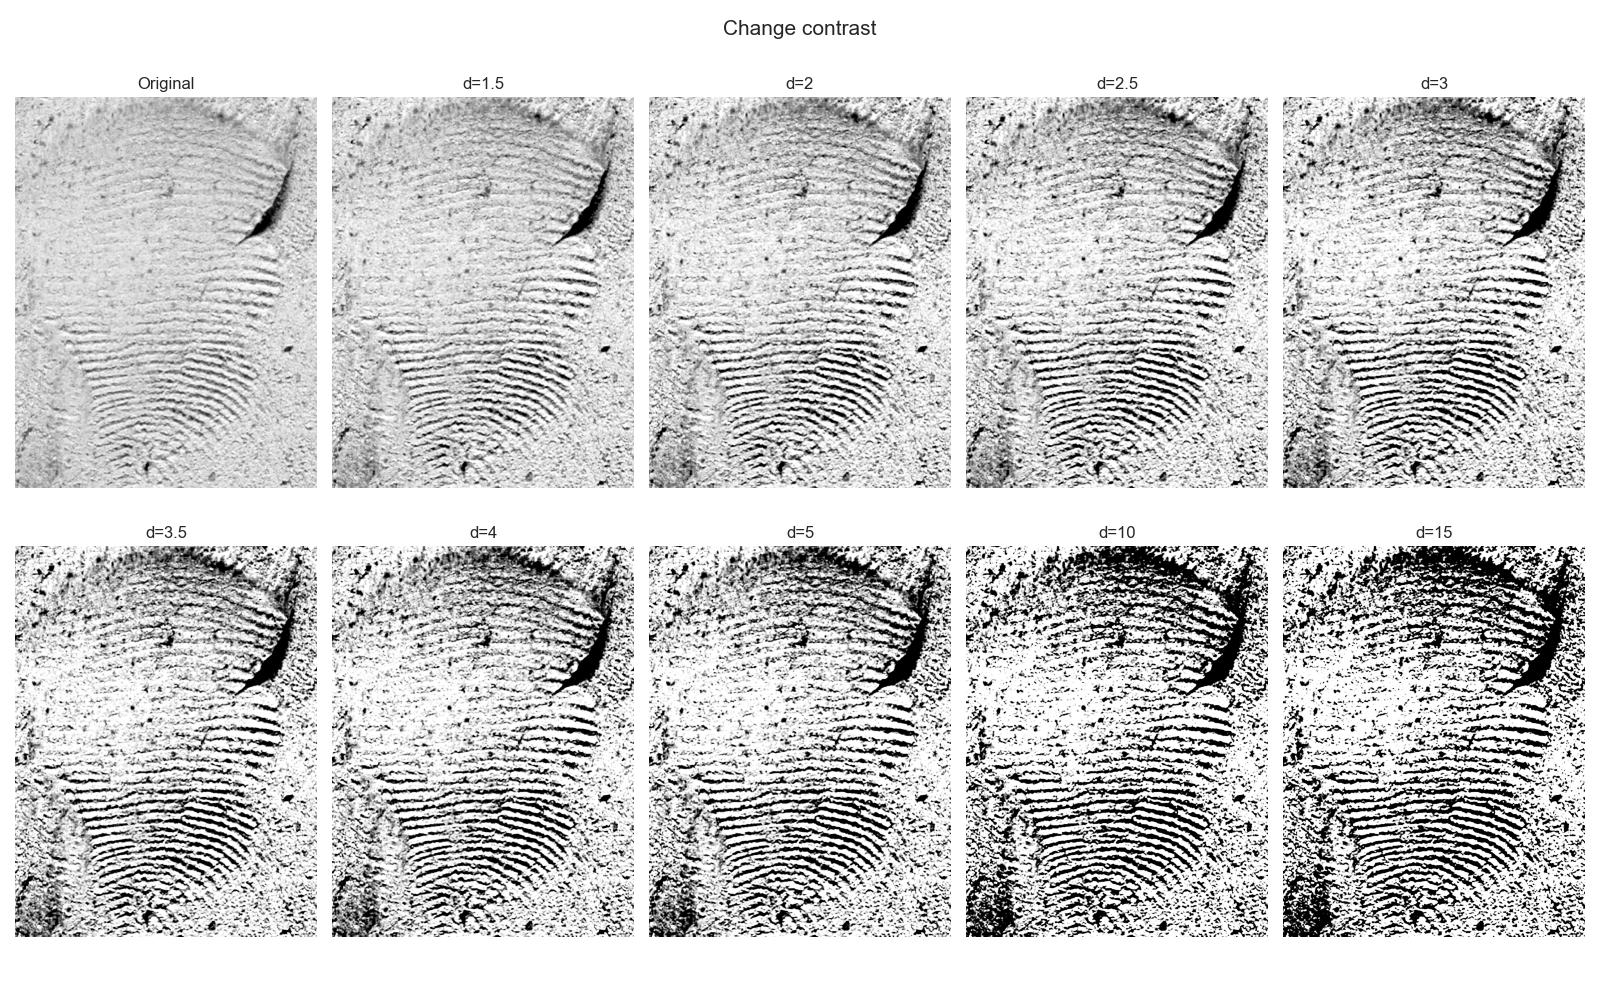 Change contrast
Original
d=1.5
d=2
d=2.5
d=3
d=3.5
d=4
d=5
d=10
d=15